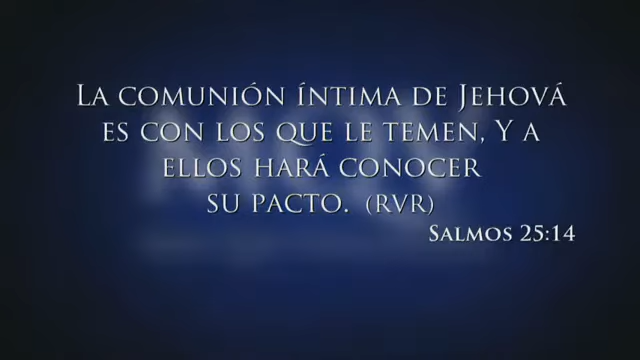 La comunión íntima de Jehová
es con los que le temen, Y a
ellos hará conocer
su pacto. (RVR)
Salmos 25:14